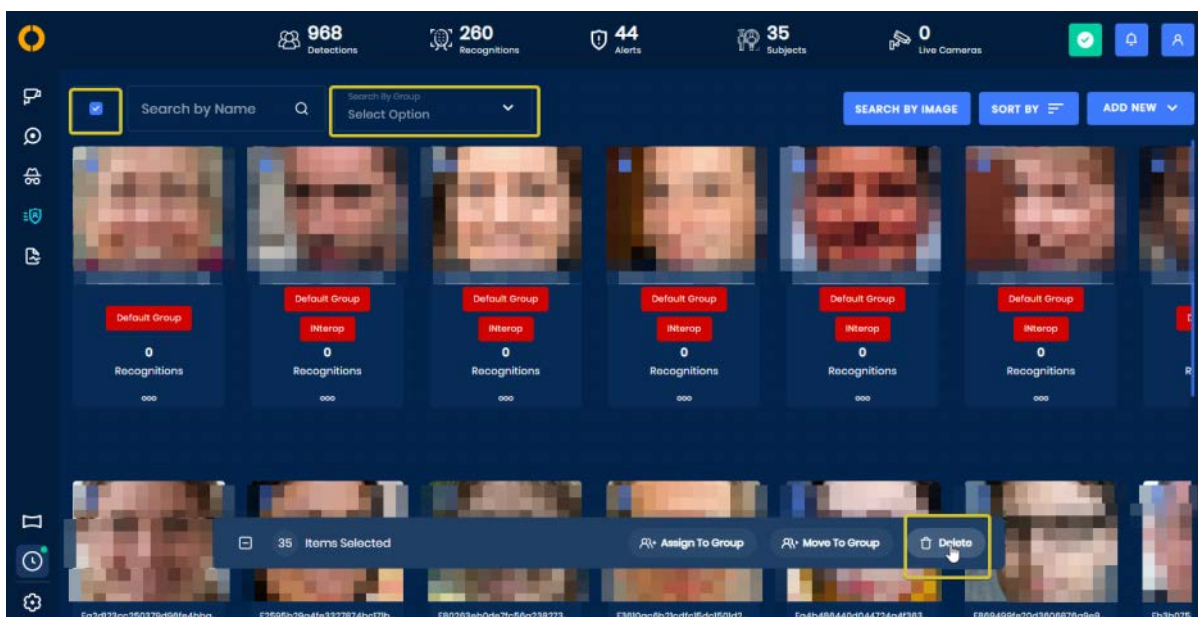 968
Detections
260
Recognitions
44
Alerts
35
Subjects
0
Live Cameras
Search by Name
Search By Group
Select Option
SEARCH BY IMAGE
SORT BY
ADD NEW
Default Group
0
Recognitions
Default Group
INterop
0
Recognitions
Default Group
INterop
0
Recognitions
Default Group
INterop
0
Recognitions
Default Group
INterop
0
Recognitions
Default Group
INterop
0
Recognitions
35 Items Selected
Assign To Group
Move To Group
Delete